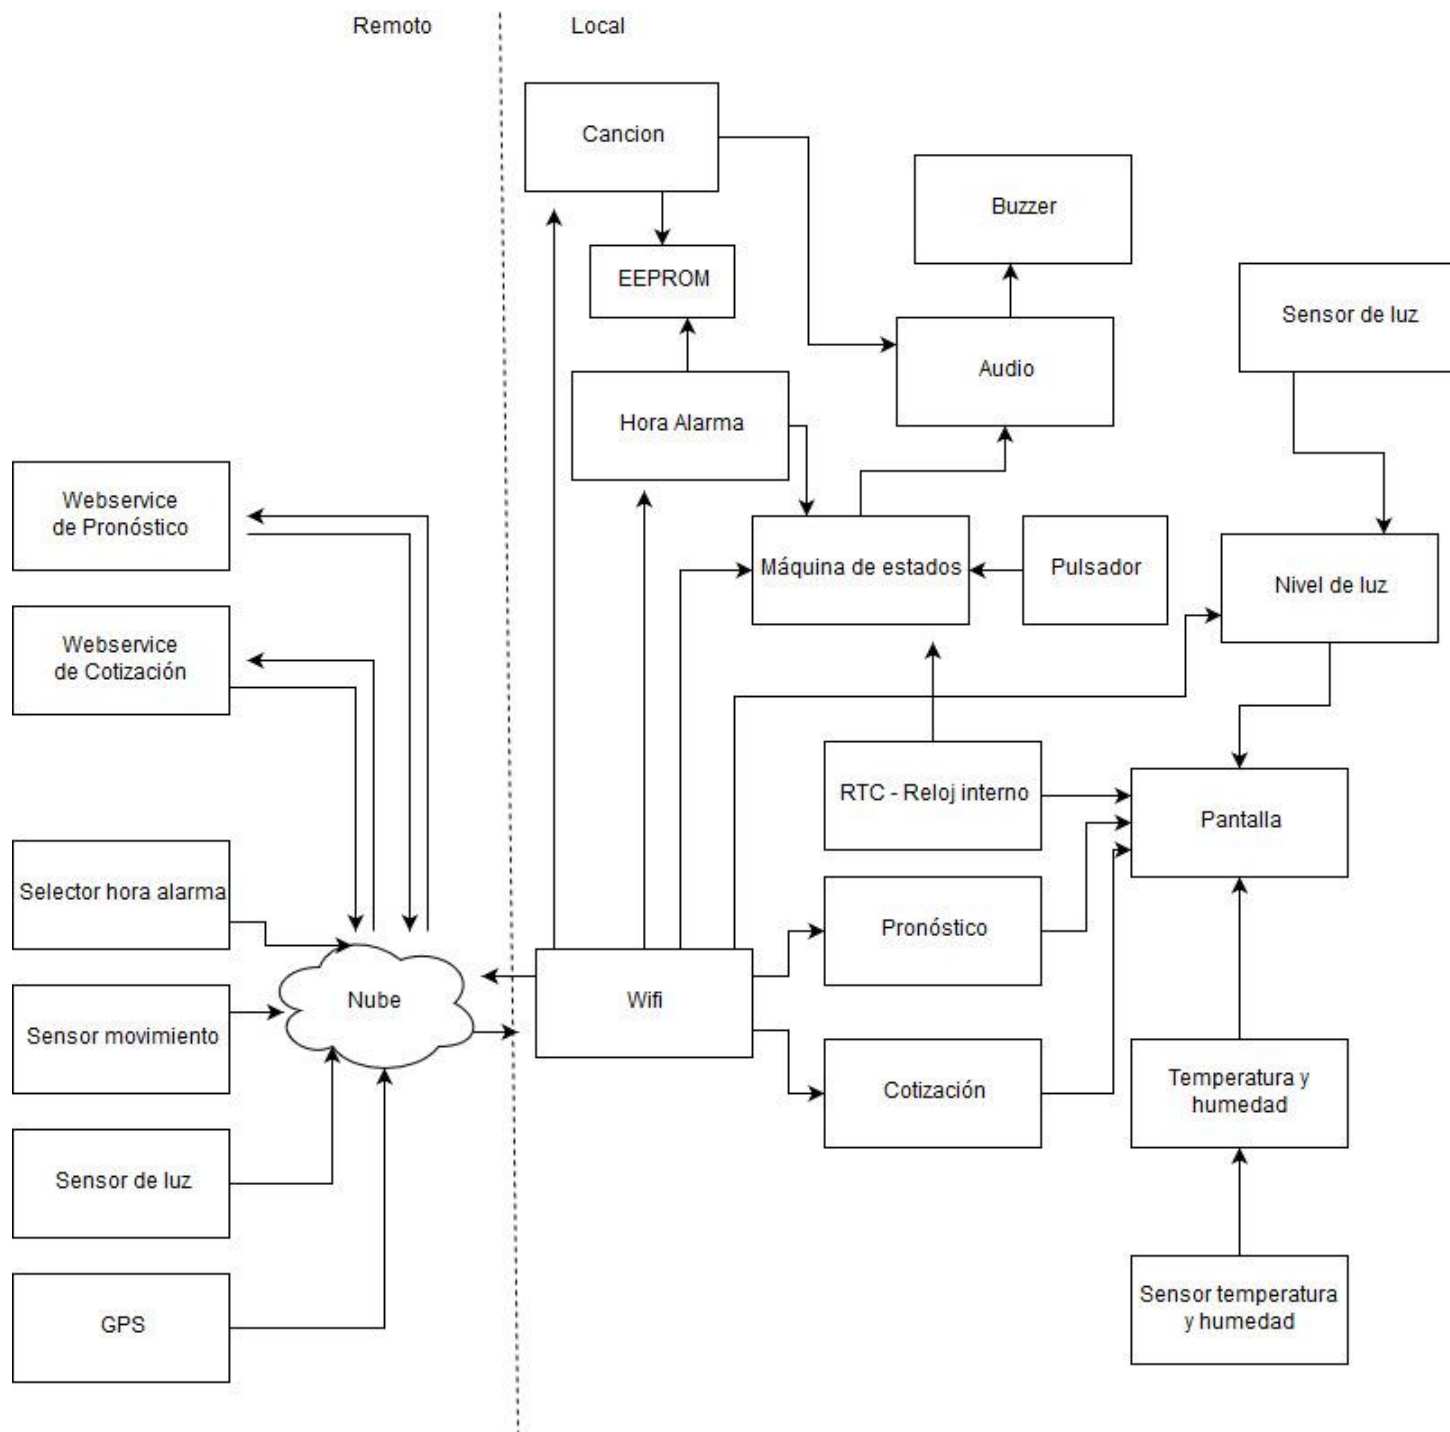 Remoto
Local
Cancion
Buzzer
EEPROM
Sensor de luz
Audio
Hora Alarma
Webservice
de Pronóstico
Máquina de estados
Pulsador
Nivel de luz
Webservice
de Cotización
RTC - Reloj interno
Pantalla
Selector hora alarma
Pronóstico
Nube
Wifi
Sensor movimiento
Cotización
Temperatura y
humedad
Sensor de luz
Sensor temperatura
y humedad
GPS